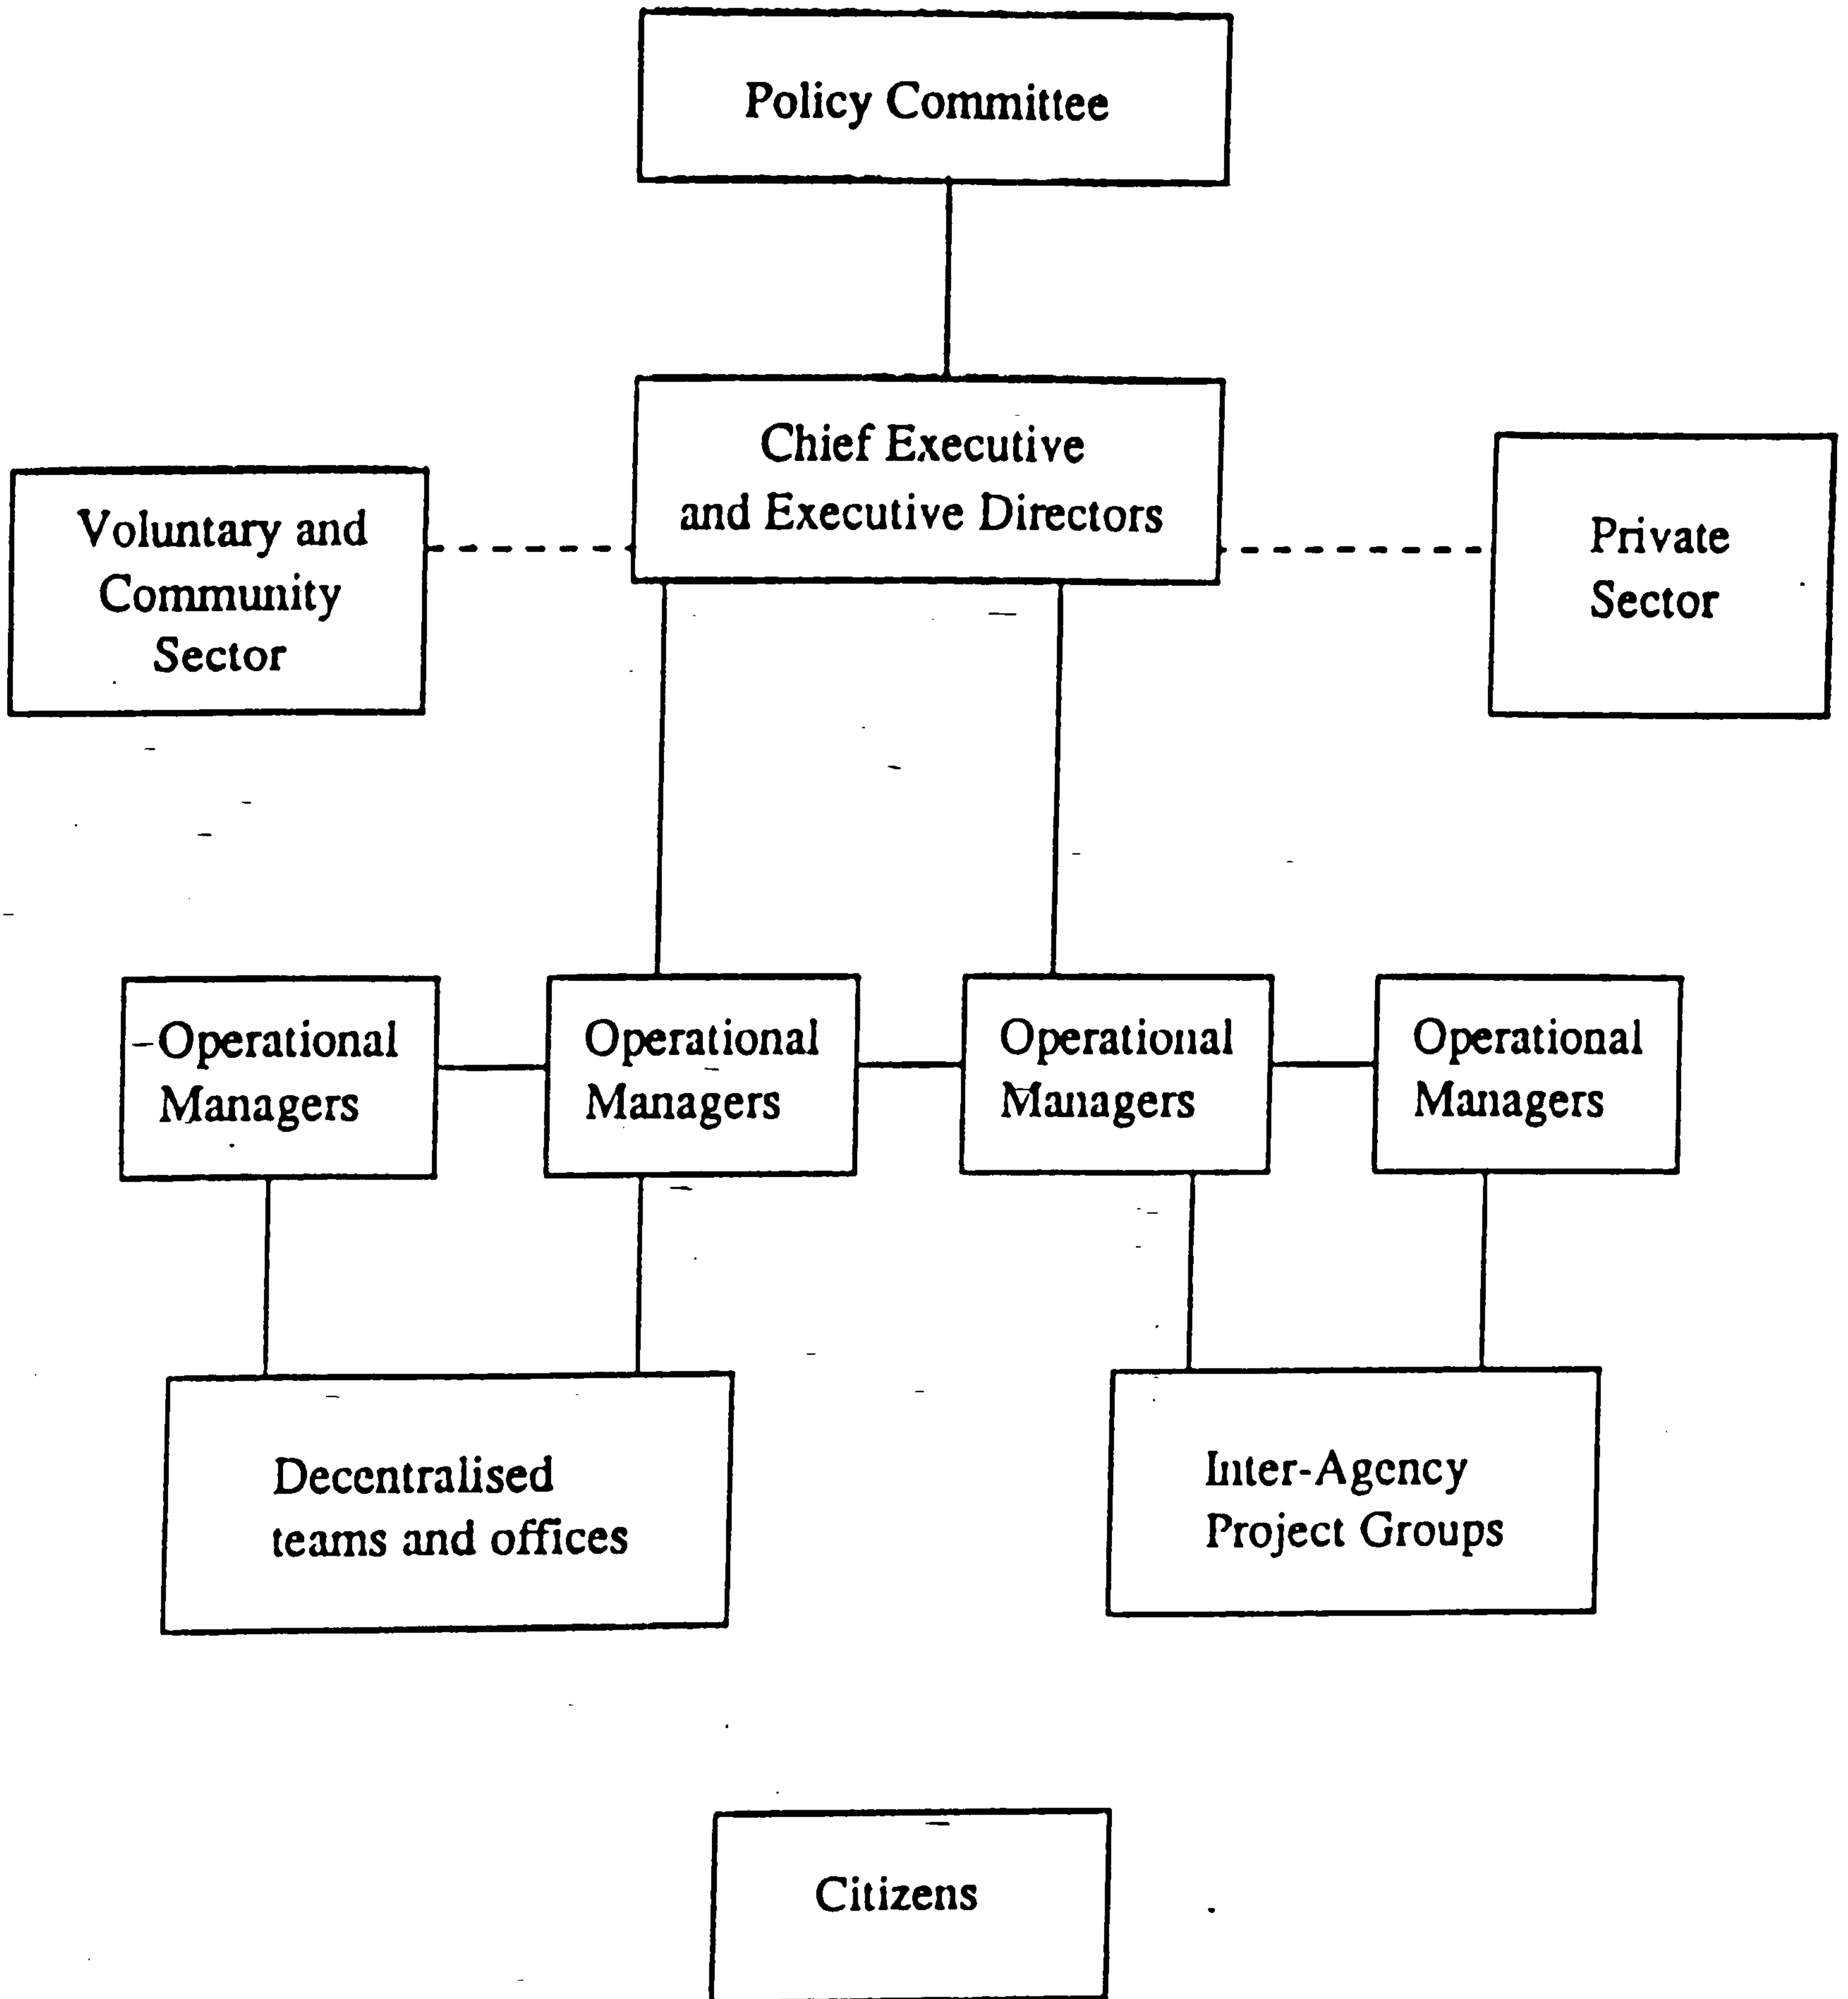 Policy Committee
Chief Executive
and Executive Directors
Voluntary and
Community
Sector
Private
Sector
Operational
Managers
Operational
Managers
Operational
Managers
Operational
Managers
Decentralised
teams and offices
Inter-Agency
Project Groups
Citizens